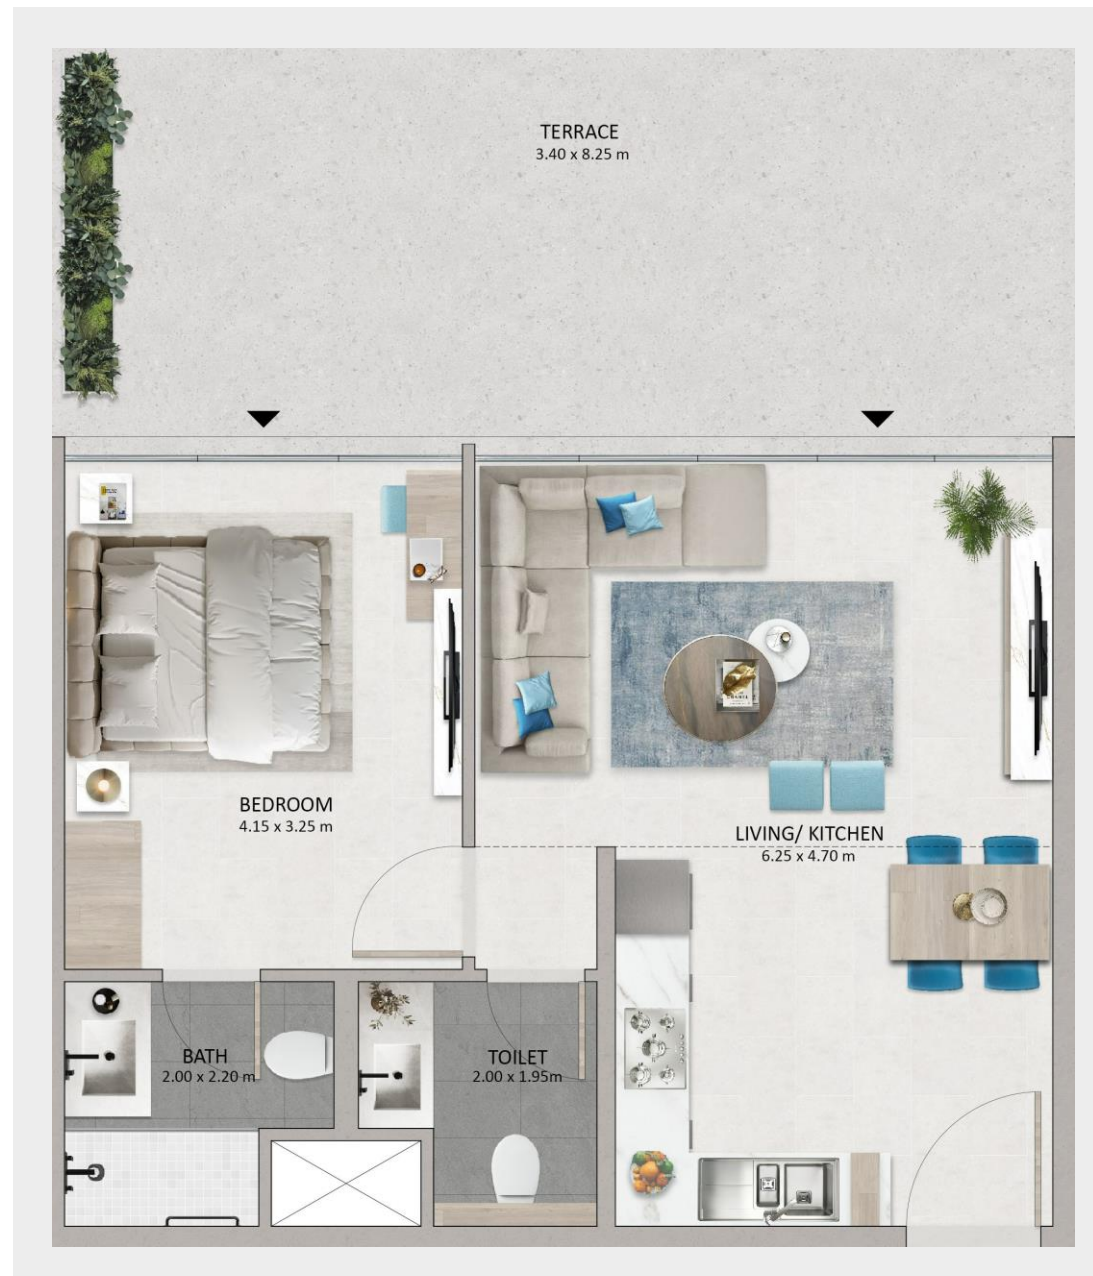 TERRACE
3.40 x 8.25 m
BEDROOM
4.15 x 3.25 m
LIVING/ KITCHEN
6.25 x 4.70 m
BATH
2.00 x 2.20 m
TOILET
2.00 x 1.95m